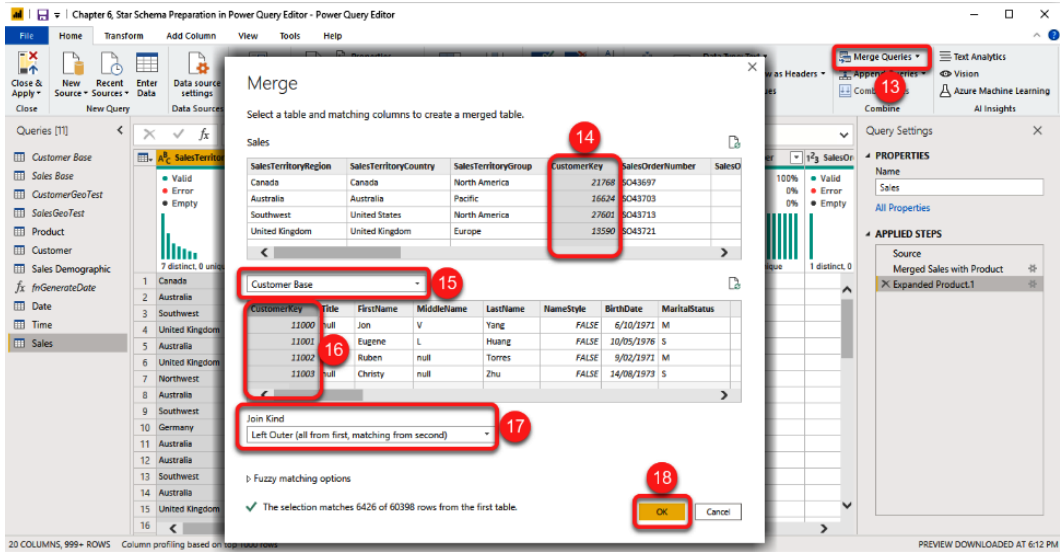 Chapter 6, Star Schema Preparation in Power Query Editor - Power Query Editor
File Home Transform Add Column View Tools Help
Close & Apply New Source Recent Sources Enter Data Data source settings
Merge Queries
Text Analytics
Vision
Azure Machine Learning
13
Close New Query Data Sources Combine AI Insights
Queries [11]
Customer Base
Sales Base
CustomerGeoTest
SalesGeoTest
Product
Customer
Sales Demographic
fx fnGenerateDate
Date
Time
Sales
fx
SalesTerritor
Valid
Error
Empty
7 distinct, 0 uniqu
1 Canada
2 Australia
3 Southwest
4 United Kingdom
5 Australia
6 United Kingdom
7 Northwest
8 Australia
9 Southwest
10 Germany
11 Australia
12 Australia
13 Southwest
14 Australia
15 United Kingdom
16
Merge
Select a table and matching columns to create a merged table.
14
Sales
SalesTerritoryRegion SalesTerritoryCountry SalesTerritoryGroup CustomerKey SalesOrderNumber SalesO
Canada Canada North America 21768 SO43697
Australia Australia Pacific 16624 SO43703
Southwest United States North America 27601 SO43713
United Kingdom United Kingdom Europe 13590 SO43721
Customer Base
15
CustomerKey Title FirstName MiddleName LastName NameStyle BirthDate MaritalStatus
11000 null Jon V Yang FALSE 6/10/1971 M
11001 Eugene L Huang FALSE 10/05/1976 S
11002 Ruben null Torres FALSE 9/02/1971 M
11003 null Christy null Zhu FALSE 14/08/1973 S
16
Join Kind
Left Outer (all from first, matching from second)
17
Fuzzy matching options
18
The selection matches 6426 of 60398 rows from the first table.
OK Cancel
1²3 SalesOr
100% Valid
0% Error
0% Empty
1 distinct, 0
Query Settings
PROPERTIES
Name
Sales
All Properties
APPLIED STEPS
Source
Merged Sales with Product
Expanded Product.1
20 COLUMNS, 999+ ROWS Column profiling based on top 1000 rows
PREVIEW DOWNLOADED AT 6:12 PM